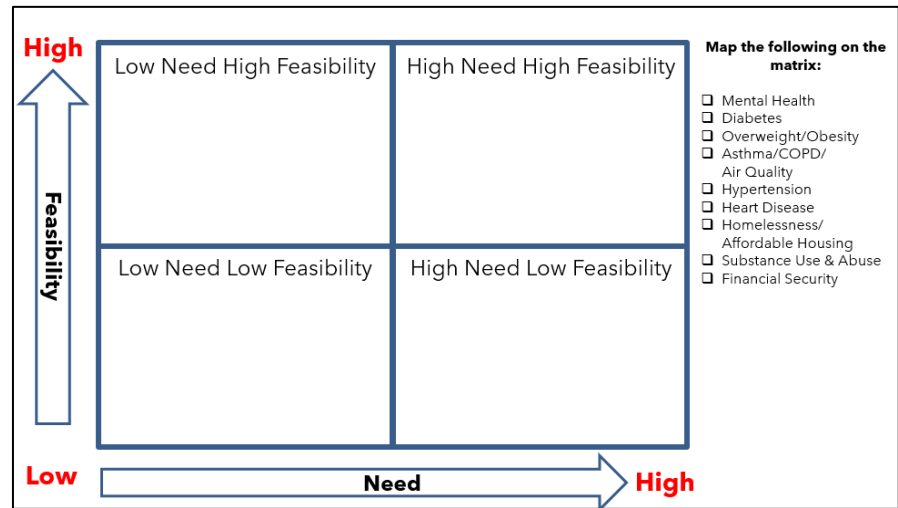 High
Low Need High Feasibility
High Need High Feasibility
Feasibility
Low Need Low Feasibility
High Need Low Feasibility
Low
Need
High
Map the following on the
matrix:
❑ Mental Health
❑ Diabetes
❑ Overweight/Obesity
❑ Asthma/COPD/
Air Quality
❑ Hypertension
❑ Heart Disease
❑ Homelessness/
Affordable Housing
❑ Substance Use & Abuse
❑ Financial Security